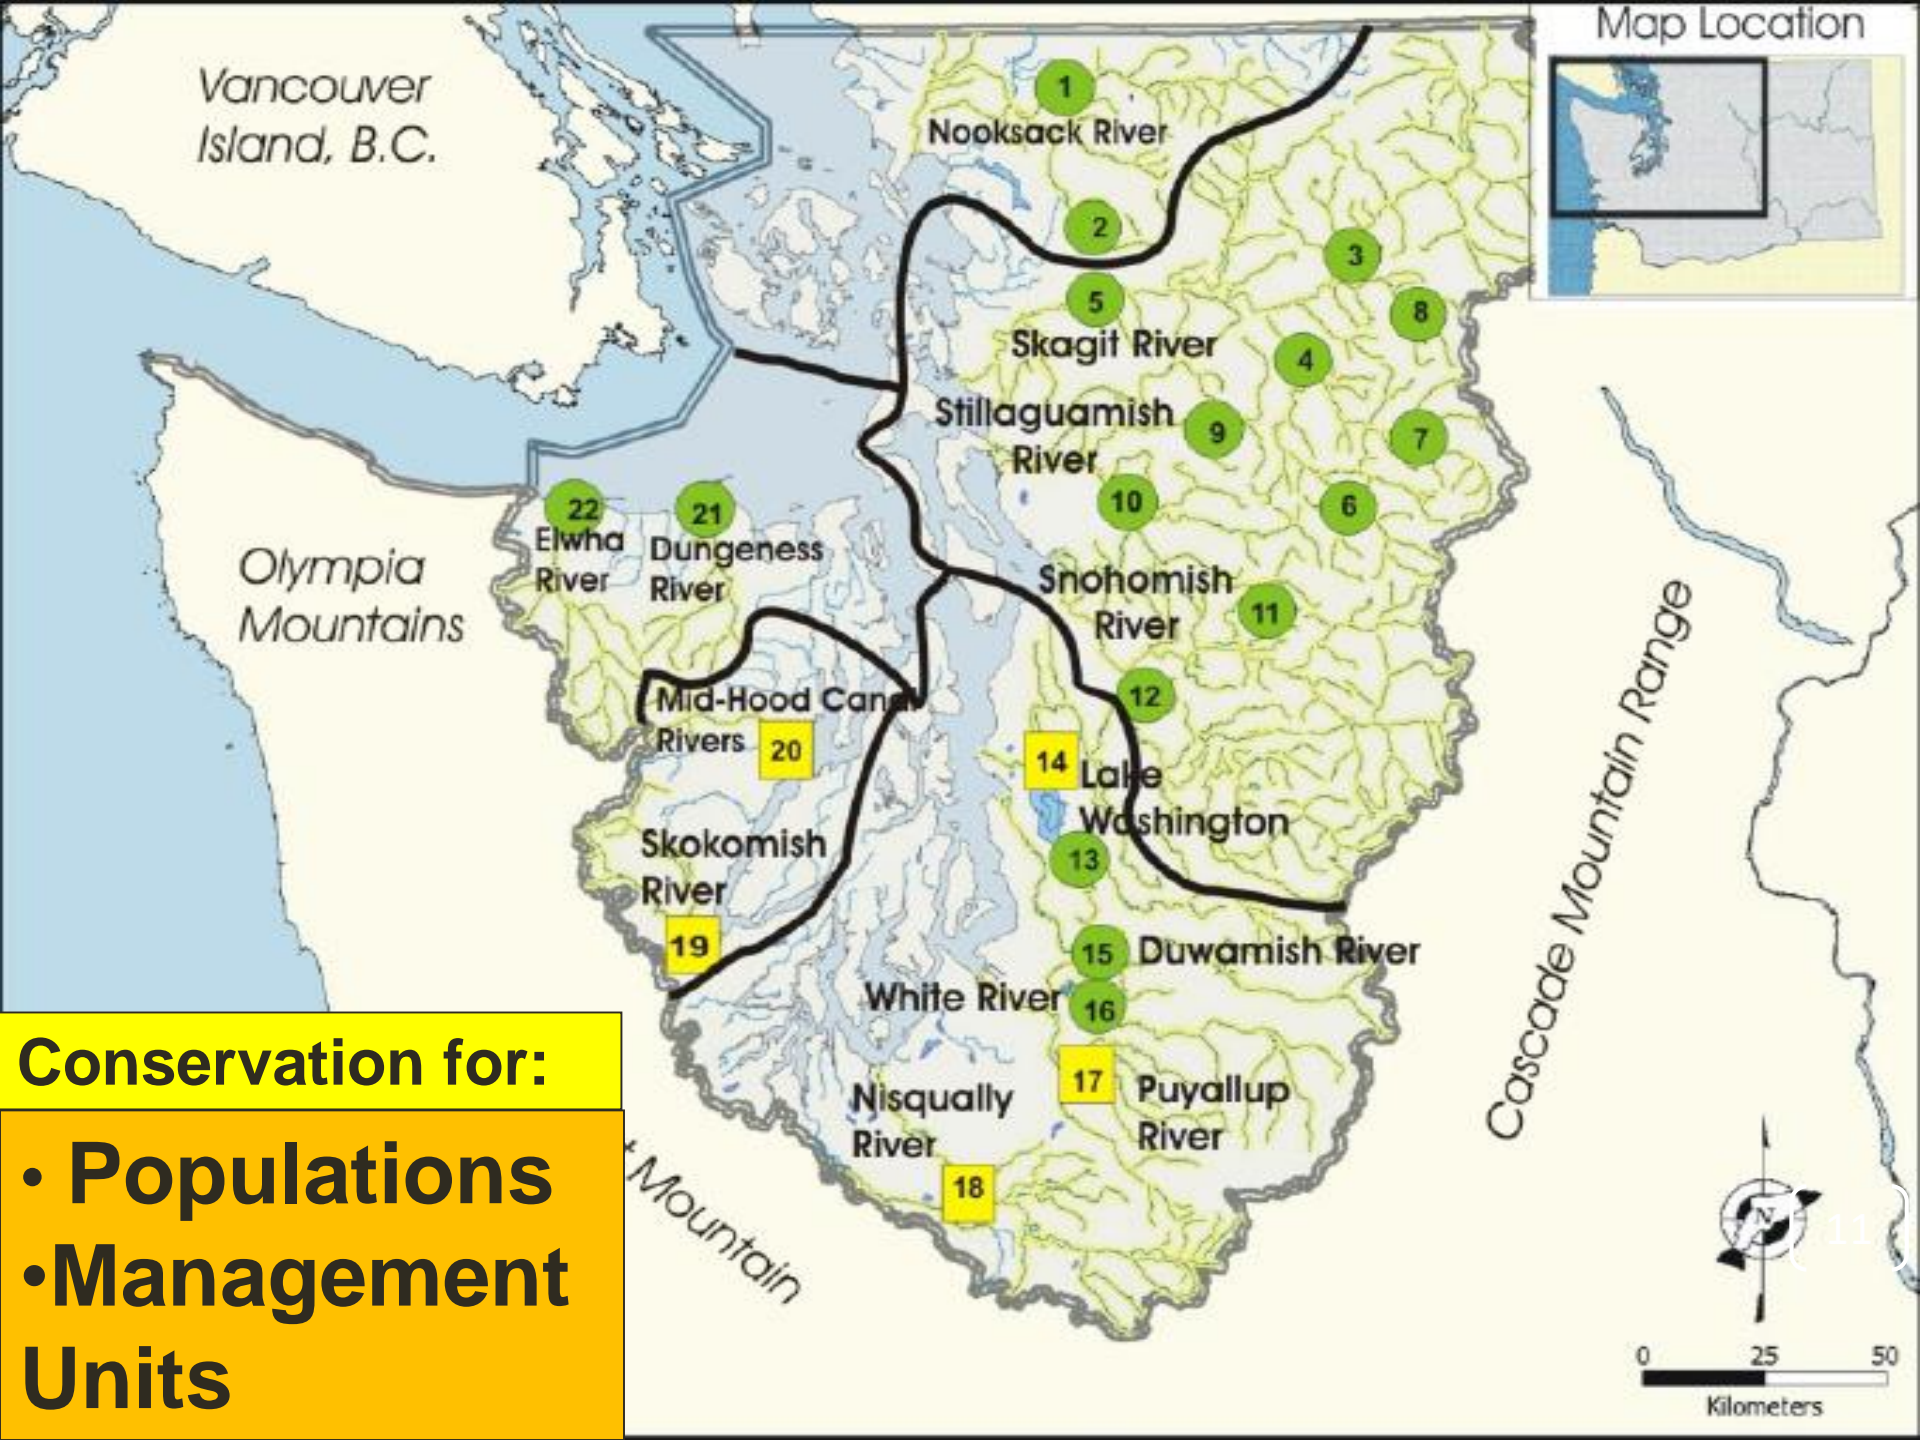 Map Location
Vancouver
Island, B.C.
1
Nooksack River
2
3
5
8
Skagit River
4
Stillaguamish
River
9
7
10
6
22
21
Elwha
River
Dungeness
River
Olympia
Mountains
Snohomish
River
11
12
Mid-Hood Canal
Rivers
20
14
Lake
Washington
13
Skokomish
River
19
15
Duwamish River
White River
16
17
Puyallup
River
Nisqually
River
18
Cascade Mountain Range
Mountain
Conservation for:
• Populations
•Management
Units
N
11
0 25 50
Kilometers